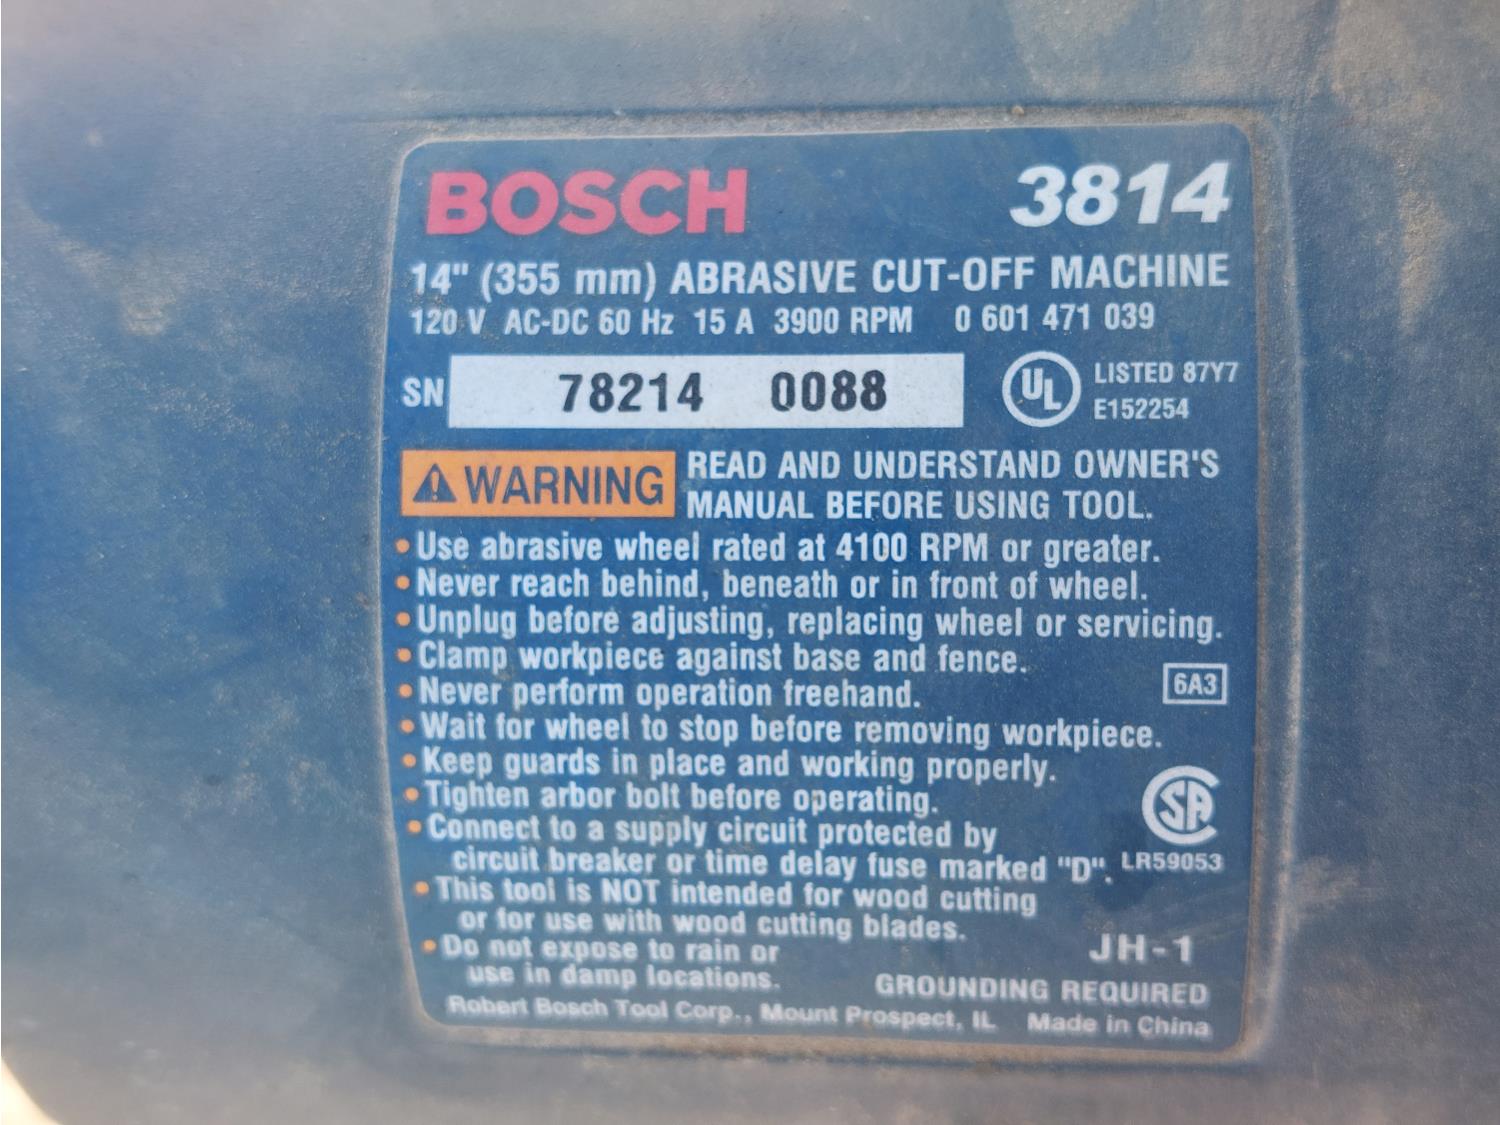 BOSCH 3814
14" (355 mm) ABRASIVE CUT-OFF MACHINE
120 V AC-DC 60 Hz 15 A 3900 RPM 0 601 471 039
SN 78214 0088
UL LISTED 87Y7
E152254
WARNING READ AND UNDERSTAND OWNER'S
MANUAL BEFORE USING TOOL.
• Use abrasive wheel rated at 4100 RPM or greater.
• Never reach behind, beneath or in front of wheel.
• Unplug before adjusting, replacing wheel or servicing.
• Clamp workpiece against base and fence.
• Never perform operation freehand.
6A3
• Wait for wheel to stop before removing workpiece.
• Keep guards in place and working properly.
• Tighten arbor bolt before operating.
• Connect to a supply circuit protected by
circuit breaker or time delay fuse marked "D".
SA
LR59053
• This tool is NOT intended for wood cutting
or for use with wood cutting blades.
• Do not expose to rain or
use in damp locations.
JH-1
GROUNDING REQUIRED
Robert Bosch Tool Corp., Mount Prospect, IL Made in China